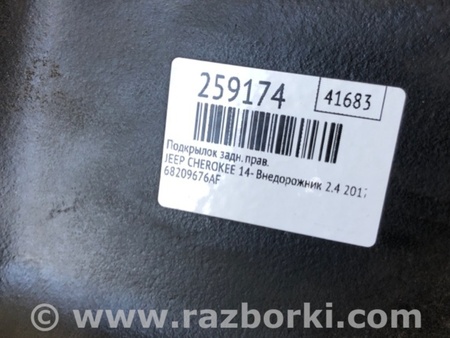 259174
41683
Подкрылок задн. прав.
JEEP CHEROKEE 14- Внедорожник 2.4 2017
68209676AF
© www.razborki.com